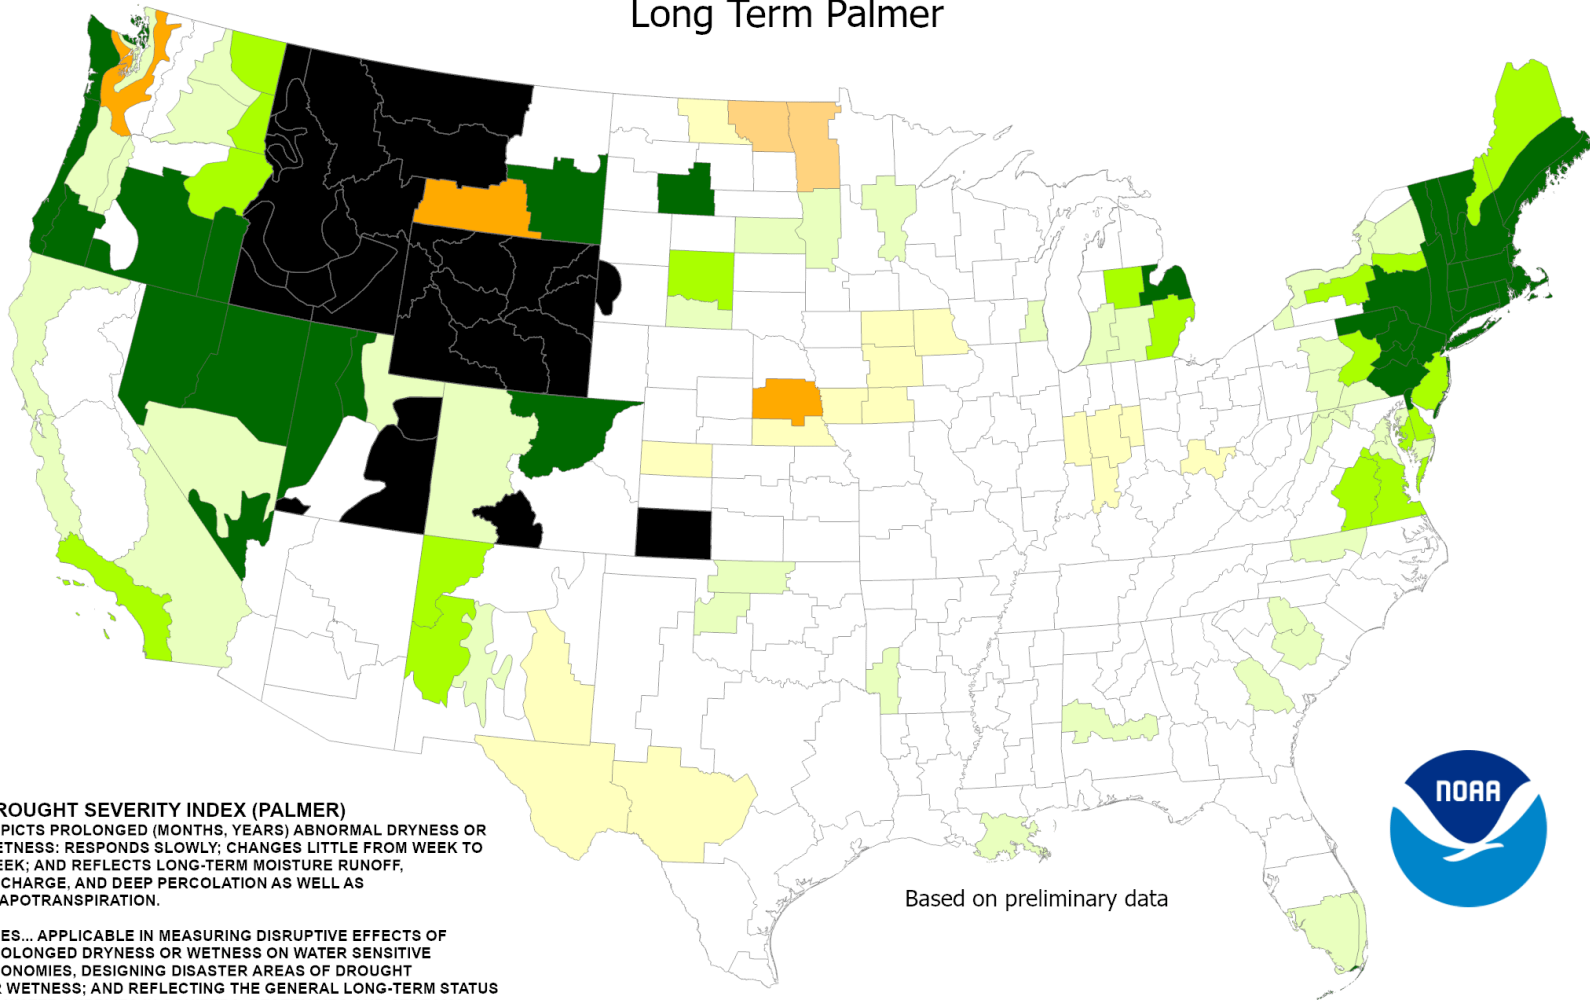 Long Term Palmer
ROUGHT SEVERITY INDEX (PALMER)
PICTS PROLONGED (MONTHS, YEARS) ABNORMAL DRYNESS OR
ETNESS: RESPONDS SLOWLY; CHANGES LITTLE FROM WEEK TO
EEK; AND REFLECTS LONG-TERM MOISTURE RUNOFF,
CHARGE, AND DEEP PERCOLATION AS WELL AS
APOTRANSPIRATION.
ES... APPLICABLE IN MEASURING DISRUPTIVE EFFECTS OF
OLONGED DRYNESS OR WETNESS ON WATER SENSITIVE
ONOMIES, DESIGNING DISASTER AREAS OF DROUGHT
R WETNESS; AND REFLECTING THE GENERAL LONG-TERM STATUS
Based on preliminary data
NOAA